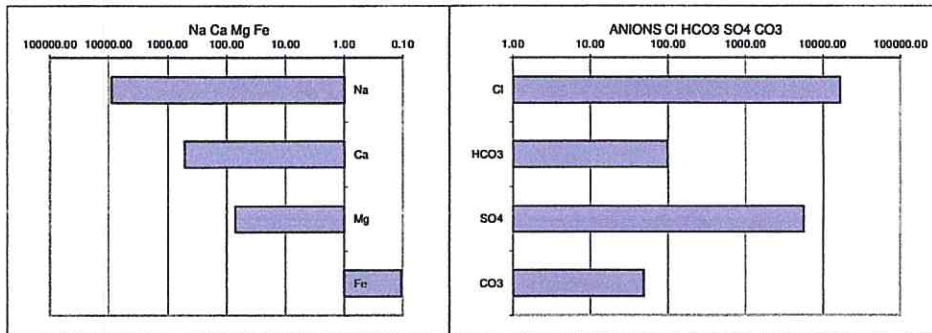 Na Ca Mg Fe
100000.00 10000.00 1000.00 100.00 10.00 1.00 0.10
Na
Ca
Mg
Fe
ANIONS Cl HCO3 SO4 CO3
1.00 10.00 100.00 1000.00 10000.00 100000.00
Cl
HCO3
SO4
CO3